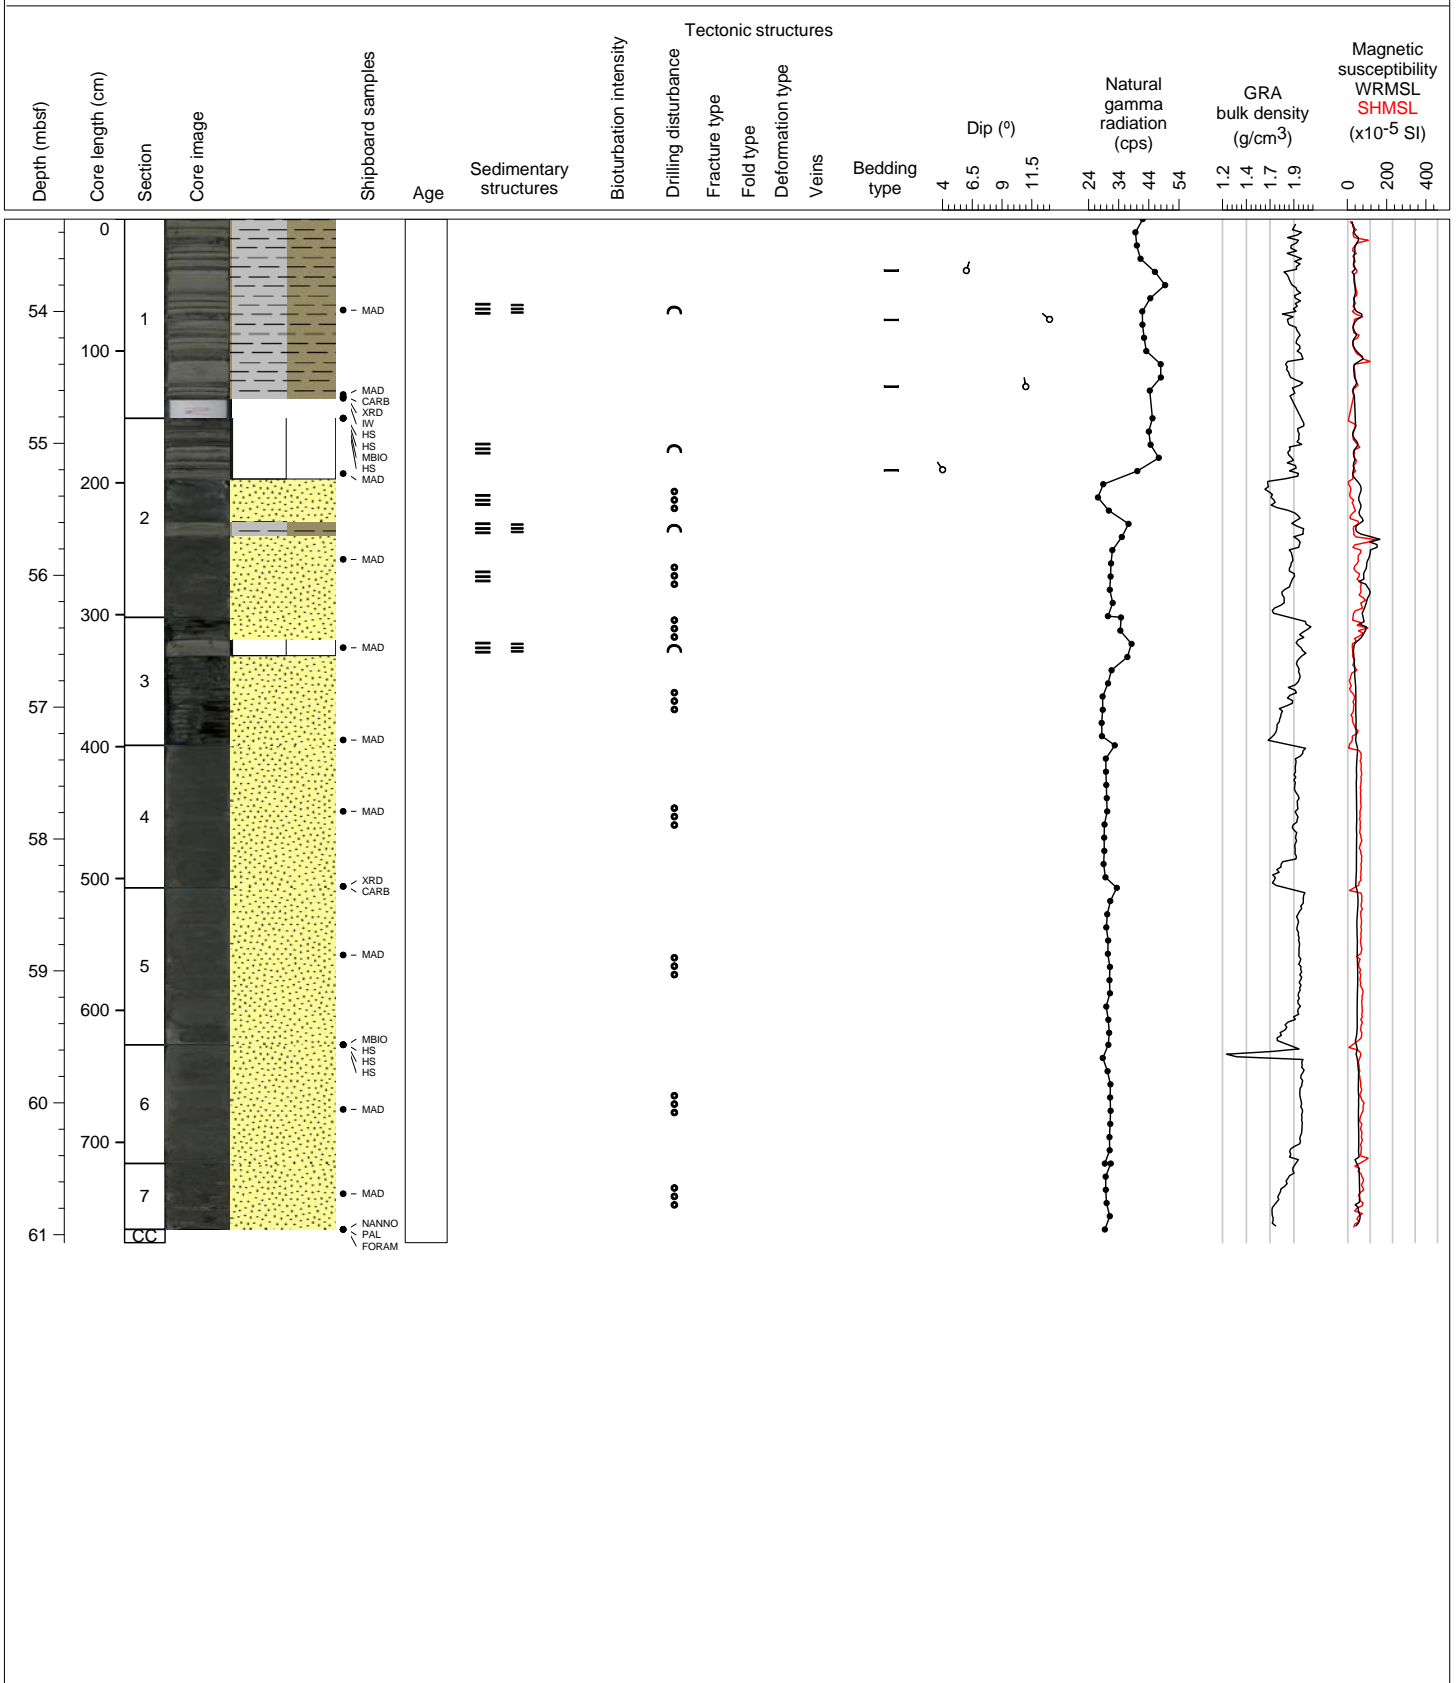 Tectonic structures
Depth (mbsf)
Core length (cm)
Section
Core image
Shipboard samples
Age
Sedimentary
structures
Bioturbation intensity
Drilling disturbance
Fracture type
Fold type
Deformation type
Veins
Bedding
type
Dip (º)
4 6.5 9 11.5
Natural
gamma
radiation
(cps)
24 34 44 54
GRA
bulk density
(g/cm3)
1.2 1.4 1.7 1.9
Magnetic
susceptibility
WRMSL
SHMSL
(x10-5 SI)
0 200 400
0
54
1
MAD
100
MAD
CARB
XRD
IW
HS
55
HS
MBIO
HS
MAD
200
2
MAD
56
300
MAD
3
57
MAD
400
4
MAD
58
500
XRD
CARB
5
MAD
59
600
MBIO
HS
HS
HS
60
6
MAD
700
7
MAD
NANNO
61
CC
PAL
FORAM